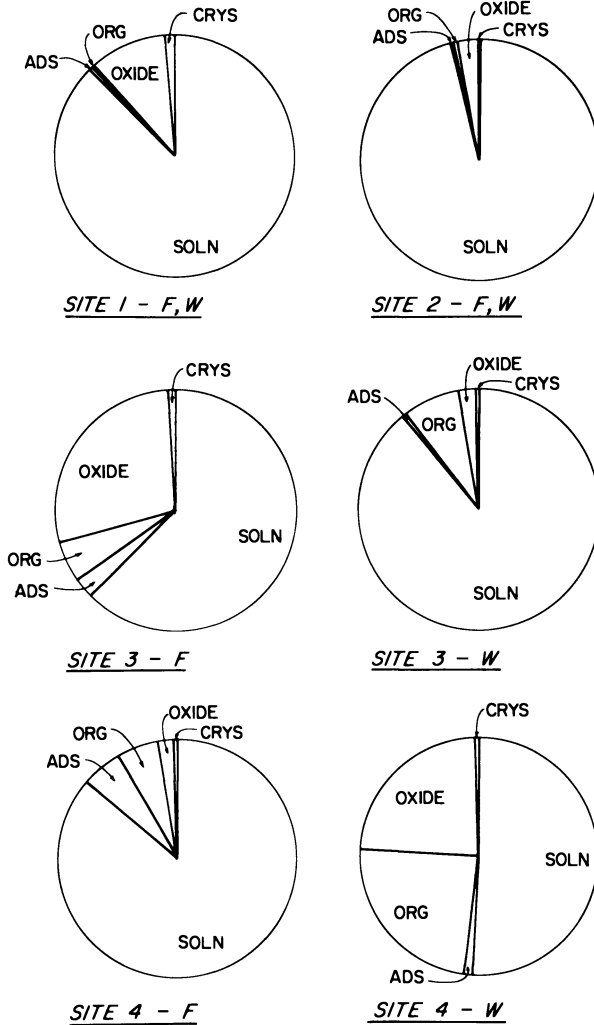 CRYS
ORG
ADS
OXIDE
SOLN
SITE 1 - F, W
OXIDE
ORG
CRYS
ADS
SOLN
SITE 2 - F, W
CRYS
OXIDE
SOLN
ORG
ADS
SITE 3 - F
OXIDE
CRYS
ADS
ORG
SOLN
SITE 3 - W
OXIDE
ORG
CRYS
ADS
SOLN
SITE 4 - F
CRYS
OXIDE
SOLN
ORG
ADS
SITE 4 - W